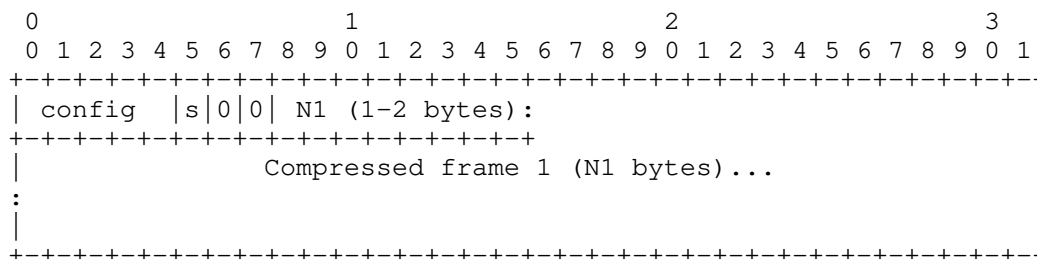 0                   1                   2                   3
 0 1 2 3 4 5 6 7 8 9 0 1 2 3 4 5 6 7 8 9 0 1 2 3 4 5 6 7 8 9 0 1
+-+-+-+-+-+-+-+-+-+-+-+-+-+-+-+-+-+-+-+-+-+-+-+-+-+-+-+-+-+-+-+-
| config  |s|0|0| N1 (1-2 bytes):
+-+-+-+-+-+-+-+-+-+-+-+-+-+-+-+-+
|               Compressed frame 1 (N1 bytes)...
:
|
+-+-+-+-+-+-+-+-+-+-+-+-+-+-+-+-+-+-+-+-+-+-+-+-+-+-+-+-+-+-+-+-